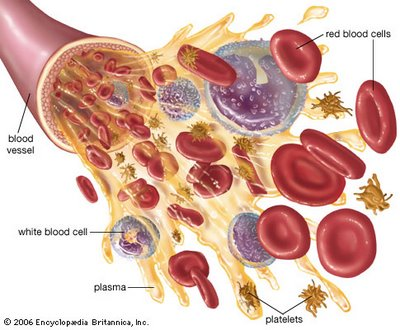 red blood cells
blood
vessel
white blood cell
plasma
platelets
© 2006 Encyclopædia Britannica, Inc.